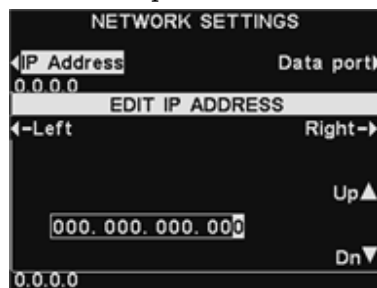 NETWORK SETTINGS
◀IP Address Data port▶
0.0.0.0
EDIT IP ADDRESS
◀-Left Right-▶
Up▲
000. 000. 000. 000
Dn▼
0.0.0.0